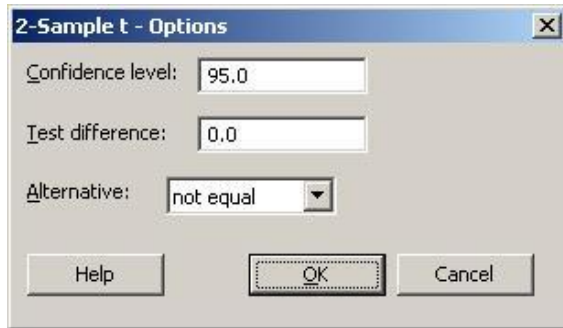 2-Sample t - Options
Confidence level: 95.0
Test difference: 0.0
Alternative: not equal
Help OK Cancel